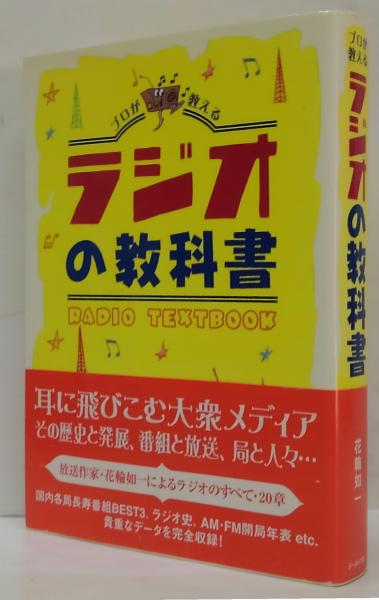 プロが教える
ラジオ
の教科書
RADIO TEXTBOOK
耳に飛びこむ大衆メディア
その歴史と発展、番組と放送、局と人々…
放送作家・花輪如一によるラジオのすべて・20章
国内各局長寿番組BEST3、ラジオ史、AM・FM開局年表 etc.
貴重なデータを完全収録!
プロが教える
ラジオの教科書
花輪如一